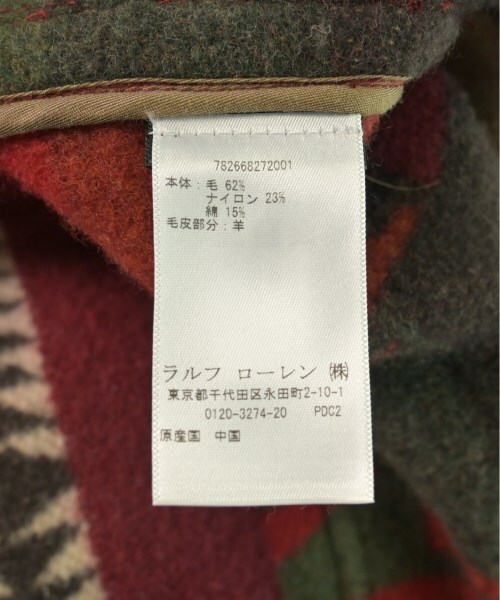 782668272001
本体：毛 62%
ナイロン 23%
綿 15%
毛皮部分：羊
ラルフ ローレン ㈱
東京都千代田区永田町2-10-1
0120-3274-20 PDC2
原産国 中国